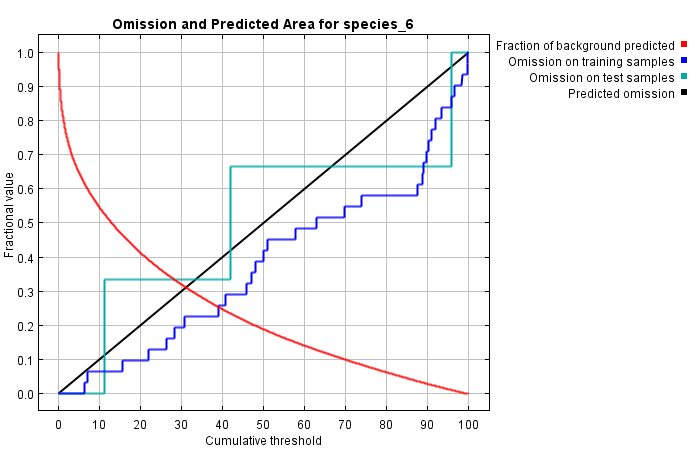 Omission and Predicted Area for species_6
Fraction of background predicted
Omission on training samples
Omission on test samples
Predicted omission
Fractional value
1.0
0.9
0.8
0.7
0.6
0.5
0.4
0.3
0.2
0.1
0.0
0 10 20 30 40 50 60 70 80 90 100
Cumulative threshold